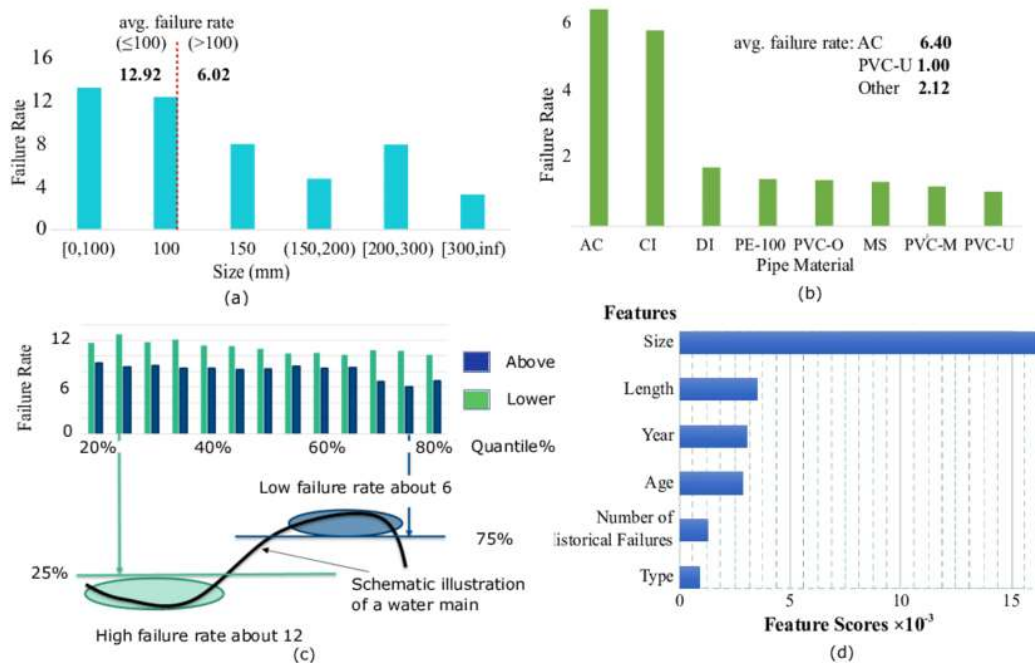 avg. failure rate
(≤100) (>100)
12.92 6.02
16
12
8
4
0
Failure Rate
[0,100) 100 150 (150,200) [200,300) [300,inf)
Size (mm)
(a)
6
4
2
Failure Rate
avg. failure rate: AC 6.40
PVC-U 1.00
Other 2.12
AC CI DI PE-100 PVC-O MS PVC-M PVC-U
Pipe Material
(b)
12
6
0
Failure Rate
Above
Lower
20% 40% 60% 80% Quantile%
Low failure rate about 6
75%
25%
Schematic illustration
of a water main
High failure rate about 12
(c)
Features
Size
Length
Year
Age
Number of
istorical Failures
Type
0 5 10 15
Feature Scores ×10⁻³
(d)